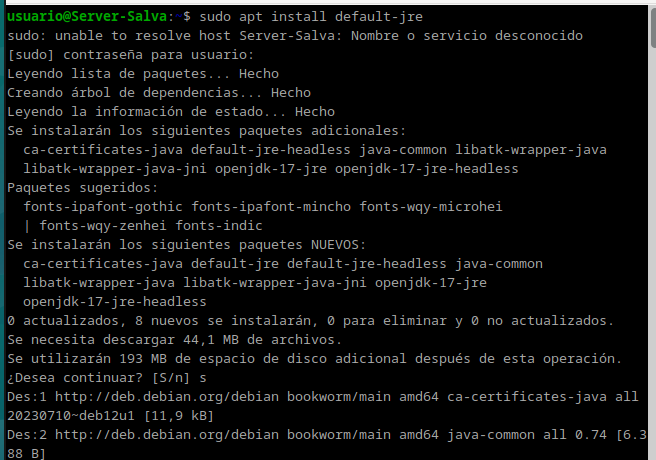 usuario@Server-Salva:~$ sudo apt install default-jre
sudo: unable to resolve host Server-Salva: Nombre o servicio desconocido
[sudo] contraseña para usuario:
Leyendo lista de paquetes... Hecho
Creando árbol de dependencias... Hecho
Leyendo la información de estado... Hecho
Se instalarán los siguientes paquetes adicionales:
  ca-certificates-java default-jre-headless java-common libatk-wrapper-java
  libatk-wrapper-java-jni openjdk-17-jre openjdk-17-jre-headless
Paquetes sugeridos:
  fonts-ipafont-gothic fonts-ipafont-mincho fonts-wqy-microhei
  | fonts-wqy-zenhei fonts-indic
Se instalarán los siguientes paquetes NUEVOS:
  ca-certificates-java default-jre default-jre-headless java-common
  libatk-wrapper-java libatk-wrapper-java-jni openjdk-17-jre
  openjdk-17-jre-headless
0 actualizados, 8 nuevos se instalarán, 0 para eliminar y 0 no actualizados.
Se necesita descargar 44,1 MB de archivos.
Se utilizarán 193 MB de espacio de disco adicional después de esta operación.
¿Desea continuar? [S/n] s
Des:1 http://deb.debian.org/debian bookworm/main amd64 ca-certificates-java all
20230710~deb12u1 [11,9 kB]
Des:2 http://deb.debian.org/debian bookworm/main amd64 java-common all 0.74 [6.3
88 B]